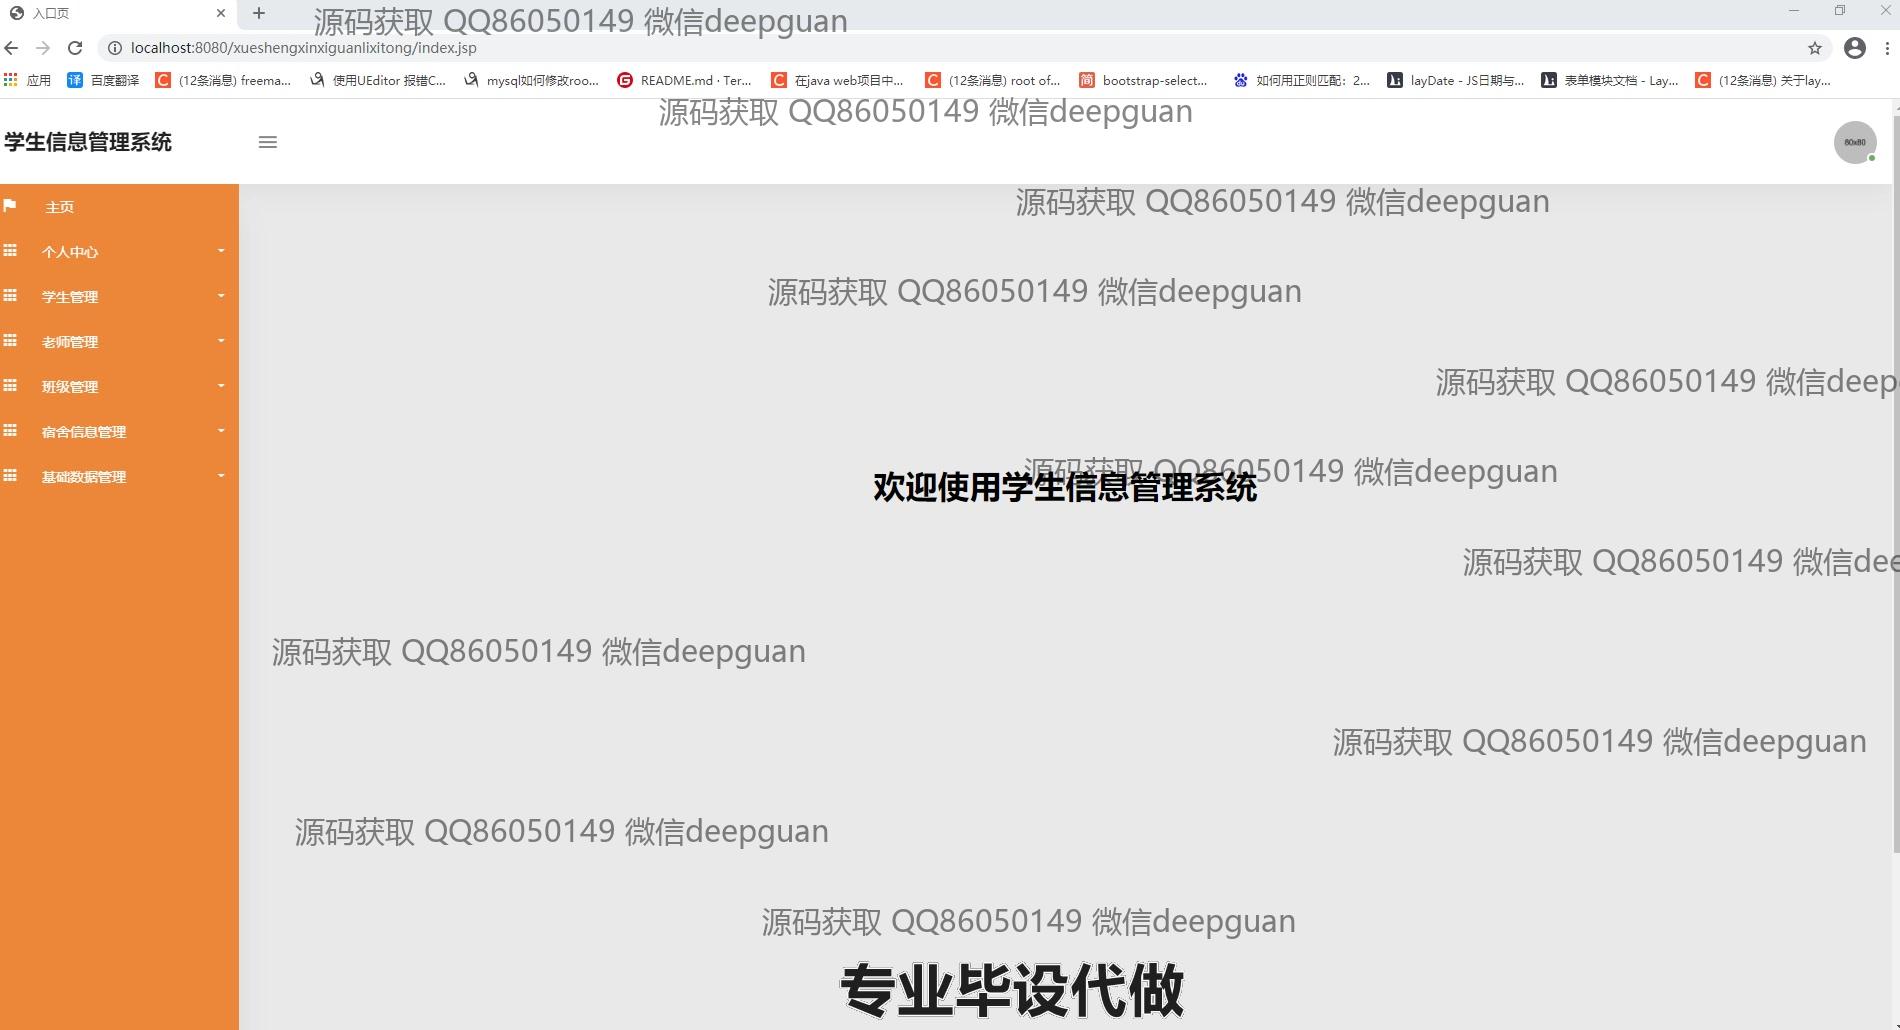 入口页
源码获取 QQ86050149 微信deepguan
localhost:8080/xueshengxinxiguanlixitong/index.jsp
应用
译 百度翻译
C (12条消息) freema...
使用UEditor 报错C...
mysql如何修改roo...
G README.md · Ter...
C 在java web项目中...
C (12条消息) root of...
简 bootstrap-select...
如何用正则匹配：2...
layDate - JS日期与...
表单模块文档 - Lay...
C (12条消息) 关于lay...
源码获取 QQ86050149 微信deepguan
学生信息管理系统
80x80
源码获取 QQ86050149 微信deepguan
主页
个人中心
源码获取 QQ86050149 微信deepguan
学生管理
老师管理
源码获取 QQ86050149 微信deep
班级管理
宿舍信息管理
源码获取 QQ86050149 微信deepguan
基础数据管理
欢迎使用学生信息管理系统
源码获取 QQ86050149 微信dee
源码获取 QQ86050149 微信deepguan
源码获取 QQ86050149 微信deepguan
源码获取 QQ86050149 微信deepguan
源码获取 QQ86050149 微信deepguan
专业毕设代做